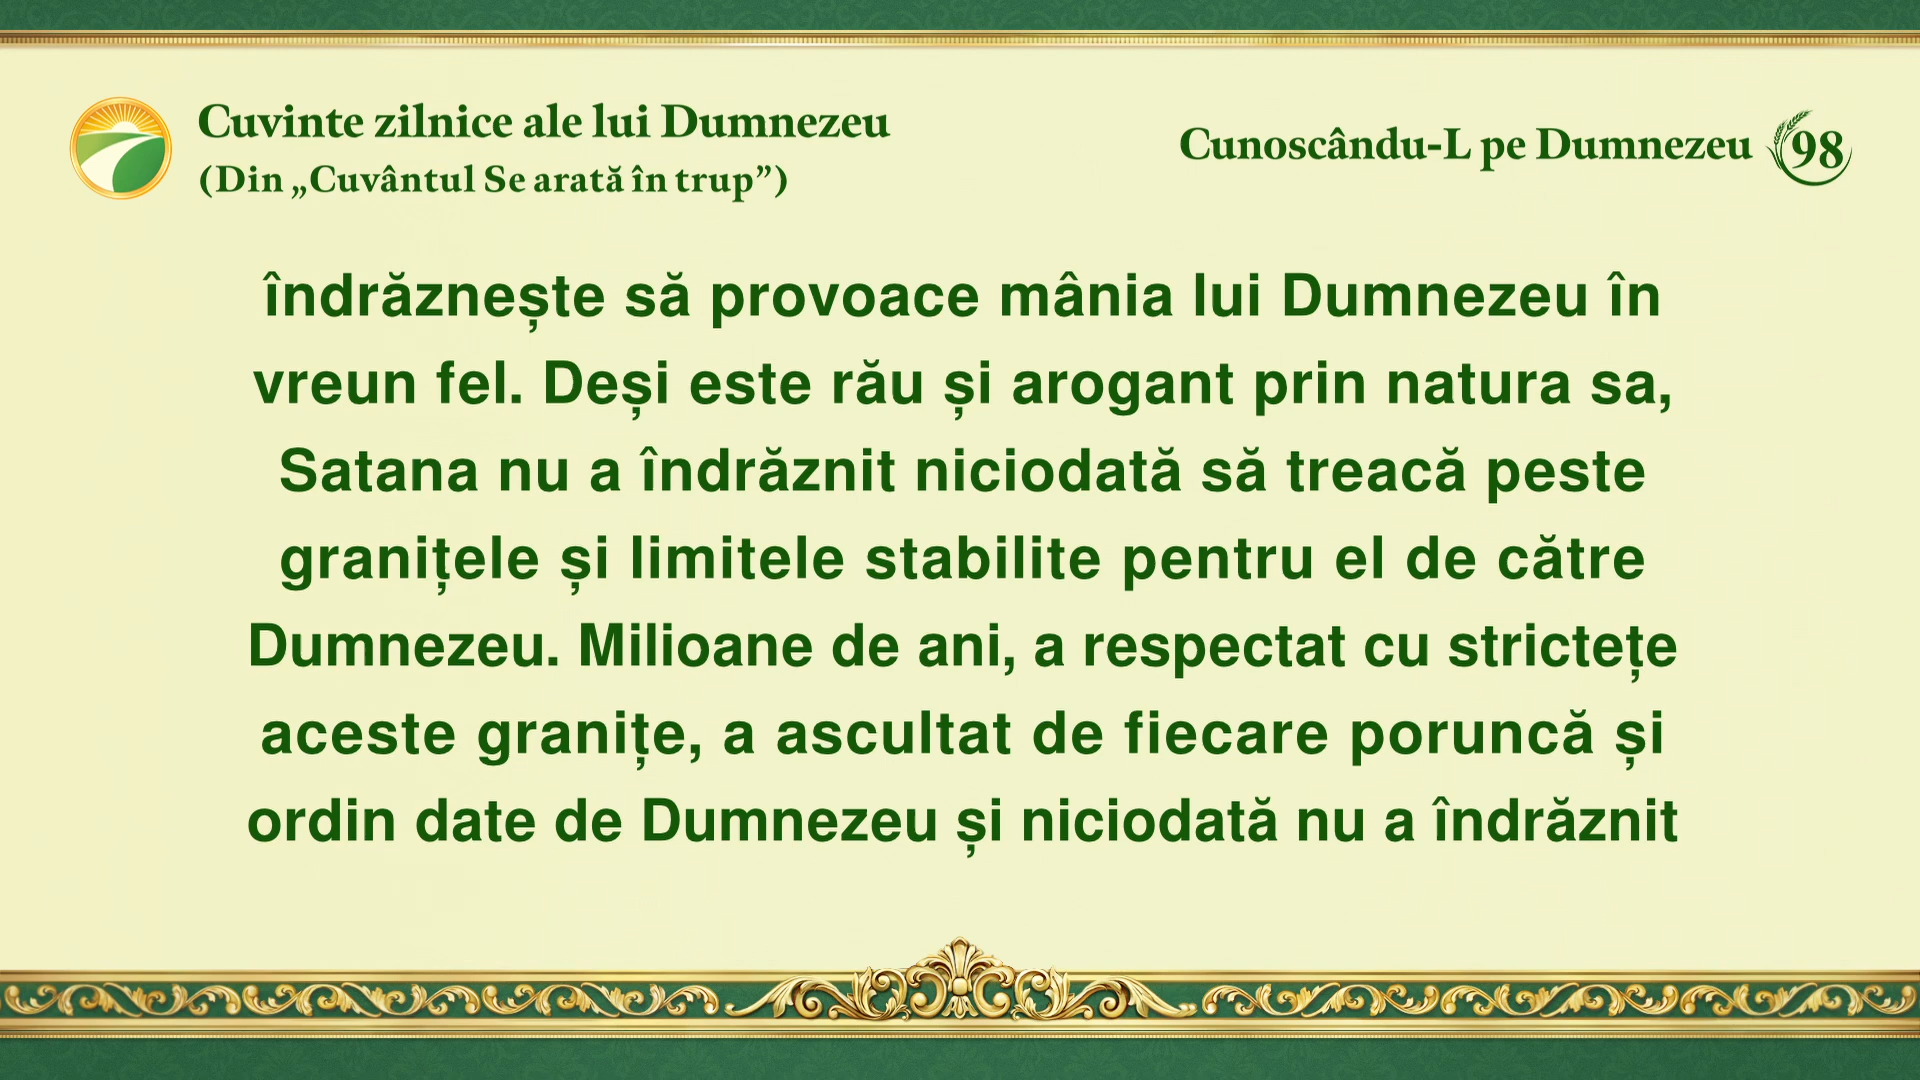 Cuvinte zilnice ale lui Dumnezeu
(Din „Cuvântul Se arată în trup”)
Cunoscându-L pe Dumnezeu 98
îndrăznește să provoace mânia lui Dumnezeu în
vreun fel. Deși este rău și arogant prin natura sa,
Satana nu a îndrăznit niciodată să treacă peste
granițele și limitele stabilite pentru el de către
Dumnezeu. Milioane de ani, a respectat cu strictețe
aceste granițe, a ascultat de fiecare poruncă și
ordin date de Dumnezeu și niciodată nu a îndrăznit